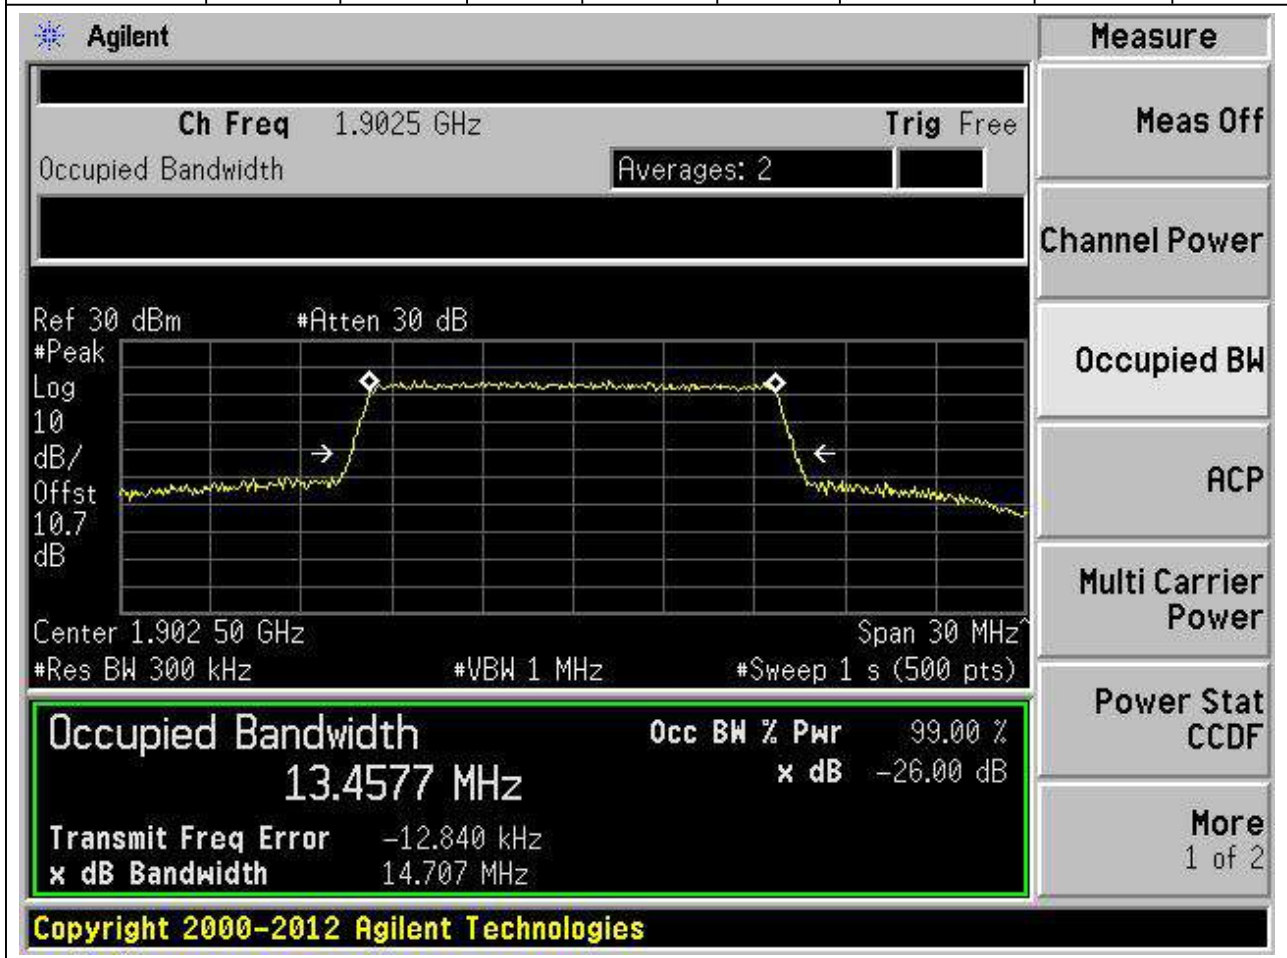 Agilent
Measure
Ch Freq 1.9025 GHz Trig Free
Occupied Bandwidth Averages: 2
Meas Off
Channel Power
Occupied BW
ACP
Multi Carrier
Power
Power Stat
CCDF
More
1 of 2
Ref 30 dBm #Atten 30 dB
#Peak
Log
10
dB/
Offst
10.7
dB
Center 1.902 50 GHz Span 30 MHz^
#Res BW 300 kHz #VBW 1 MHz #Sweep 1 s (500 pts)
Occupied Bandwidth Occ BW % Pwr 99.00 %
13.4577 MHz x dB -26.00 dB
Transmit Freq Error -12.840 kHz
x dB Bandwidth 14.707 MHz
Copyright 2000-2012 Agilent Technologies